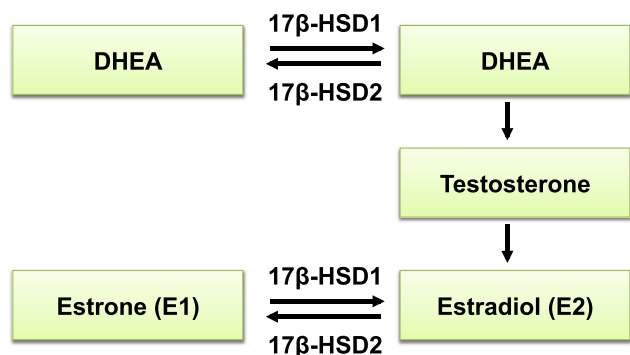 17β-HSD1
DHEA
DHEA
17β-HSD2
Testosterone
17β-HSD1
Estrone (E1)
Estradiol (E2)
17β-HSD2